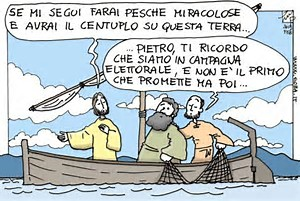 SE MI SEGUI FARAI PESCHE MIRACOLOSE
E AVRAI IL CENTUPLO SU QUESTA TERRA...
...PIETRO, TI RICORDO
CHE SIAMO IN CAMPAGNA
ELETTORALE, E NON E' IL PRIMO
CHE PROMETTE MA POI...